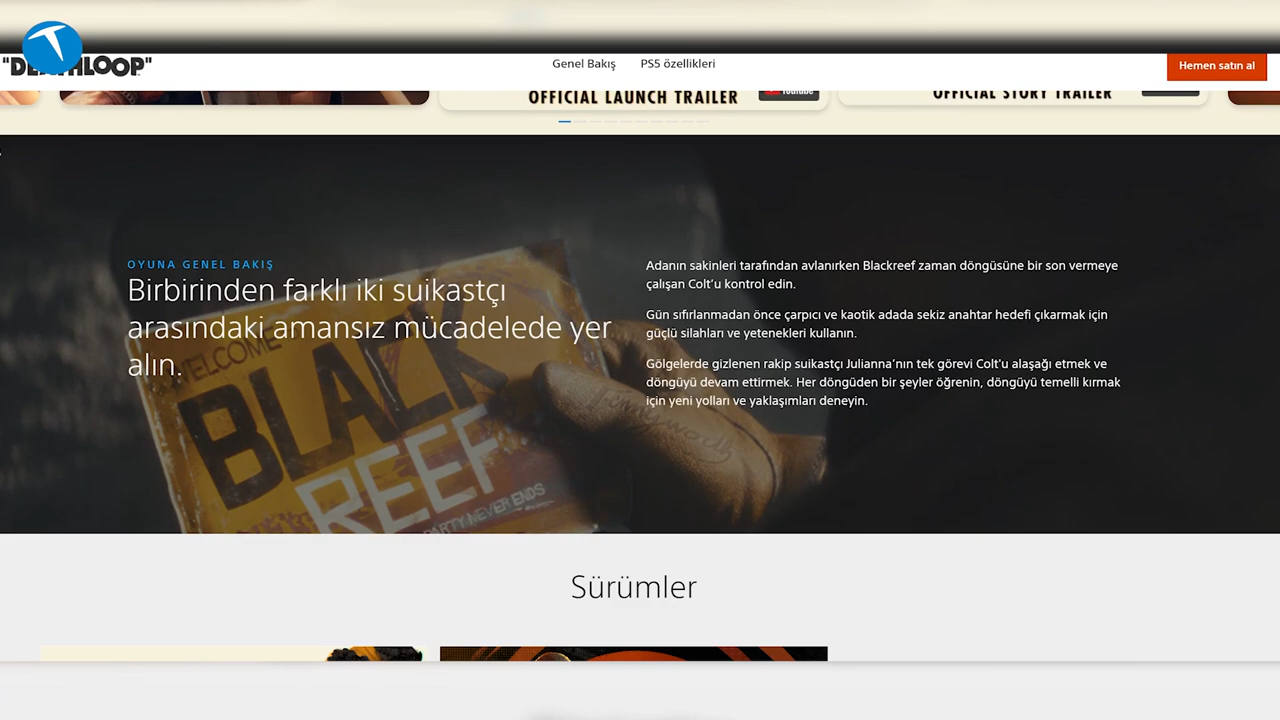 "DEATHLOOP"
Genel Bakış
PS5 özellikleri
Hemen satın al
OFFICIAL LAUNCH TRAILER
YouTube
OFFICIAL STORY TRAILER
OYUNA GENEL BAKIŞ
Birbirinden farklı iki suikastçı
arasındaki amansız mücadelede yer
alın.
Adanın sakinleri tarafından avlanırken Blackreef zaman döngüsüne bir son vermeye
çalışan Colt'u kontrol edin.
Gün sıfırlanmadan önce çarpıcı ve kaotik adada sekiz anahtar hedefi çıkarmak için
güçlü silahları ve yetenekleri kullanın.
Gölgelerde gizlenen rakip suikastçı Julianna'nın tek görevi Colt'u alaşağı etmek ve
döngüyü devam ettirmek. Her döngüden bir şeyler öğrenin, döngüyü temelli kırmak
için yeni yolları ve yaklaşımları deneyin.
WELCOME
BLACK
REEF
PARTY NEVER ENDS
Sürümler